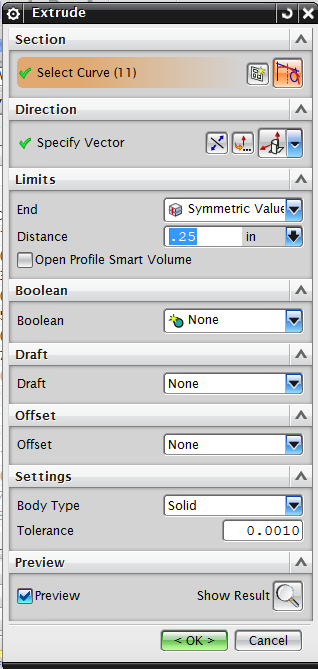 Extrude
Section
Select Curve (11)
Direction
Specify Vector
Limits
End Symmetric Value
Distance .25 in
Open Profile Smart Volume
Boolean
Boolean None
Draft
Draft None
Offset
Offset None
Settings
Body Type Solid
Tolerance 0.0010
Preview
Preview Show Result
< OK > Cancel